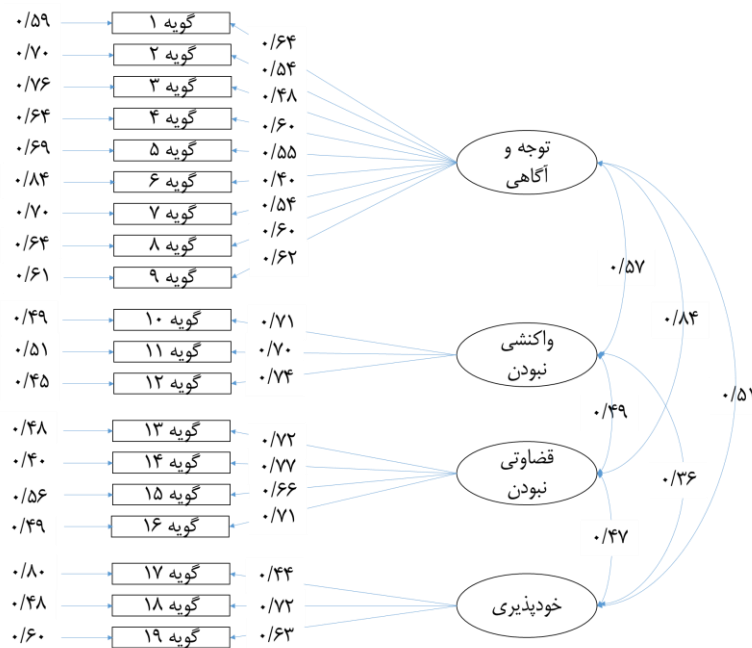 ۰/۵۹ گویه ۱ ۰/۶۴
۰/۷۰ گویه ۲ ۰/۵۴
۰/۷۶ گویه ۳ ۰/۴۸
۰/۶۴ گویه ۴ ۰/۶۰
۰/۶۹ گویه ۵ ۰/۵۵
۰/۸۴ گویه ۶ ۰/۴۰
۰/۷۰ گویه ۷ ۰/۵۴
۰/۶۴ گویه ۸ ۰/۶۰
۰/۶۱ گویه ۹ ۰/۶۲
توجه و
آگاهی
۰/۵۷
۰/۸۴
۰/۴۹ گویه ۱۰ ۰/۷۱
۰/۵۱ گویه ۱۱ ۰/۷۰
۰/۴۵ گویه ۱۲ ۰/۷۴
واکنشی
نبودن
۰/۴۹
۰/۴۸ گویه ۱۳ ۰/۷۲
۰/۴۰ گویه ۱۴ ۰/۷۷
۰/۵۶ گویه ۱۵ ۰/۶۶
۰/۴۹ گویه ۱۶ ۰/۷۱
قضاوتی
نبودن
۰/۳۶
۰/۴۷
۰/۸۰ گویه ۱۷ ۰/۴۴
۰/۴۸ گویه ۱۸ ۰/۷۲
۰/۶۰ گویه ۱۹ ۰/۶۳
خودپذیری